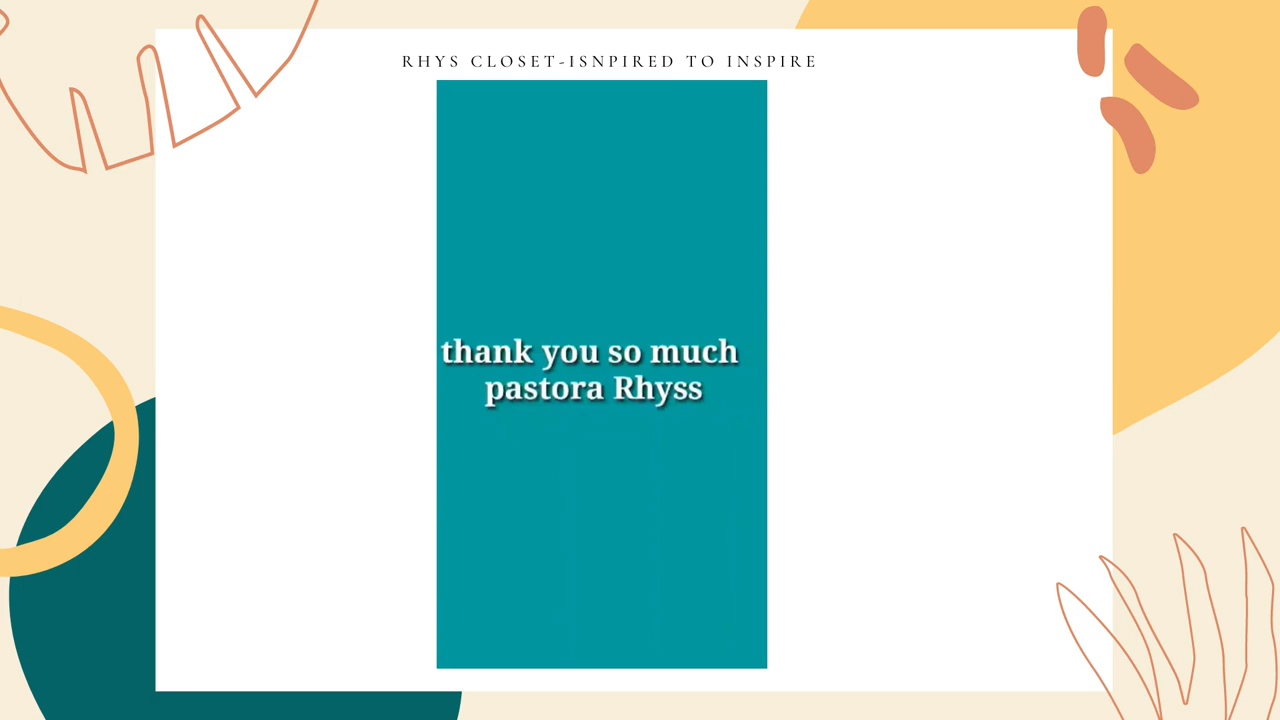 RHYS CLOSET-ISNPIRED TO INSPIRE
thank you so much
pastora Rhyss